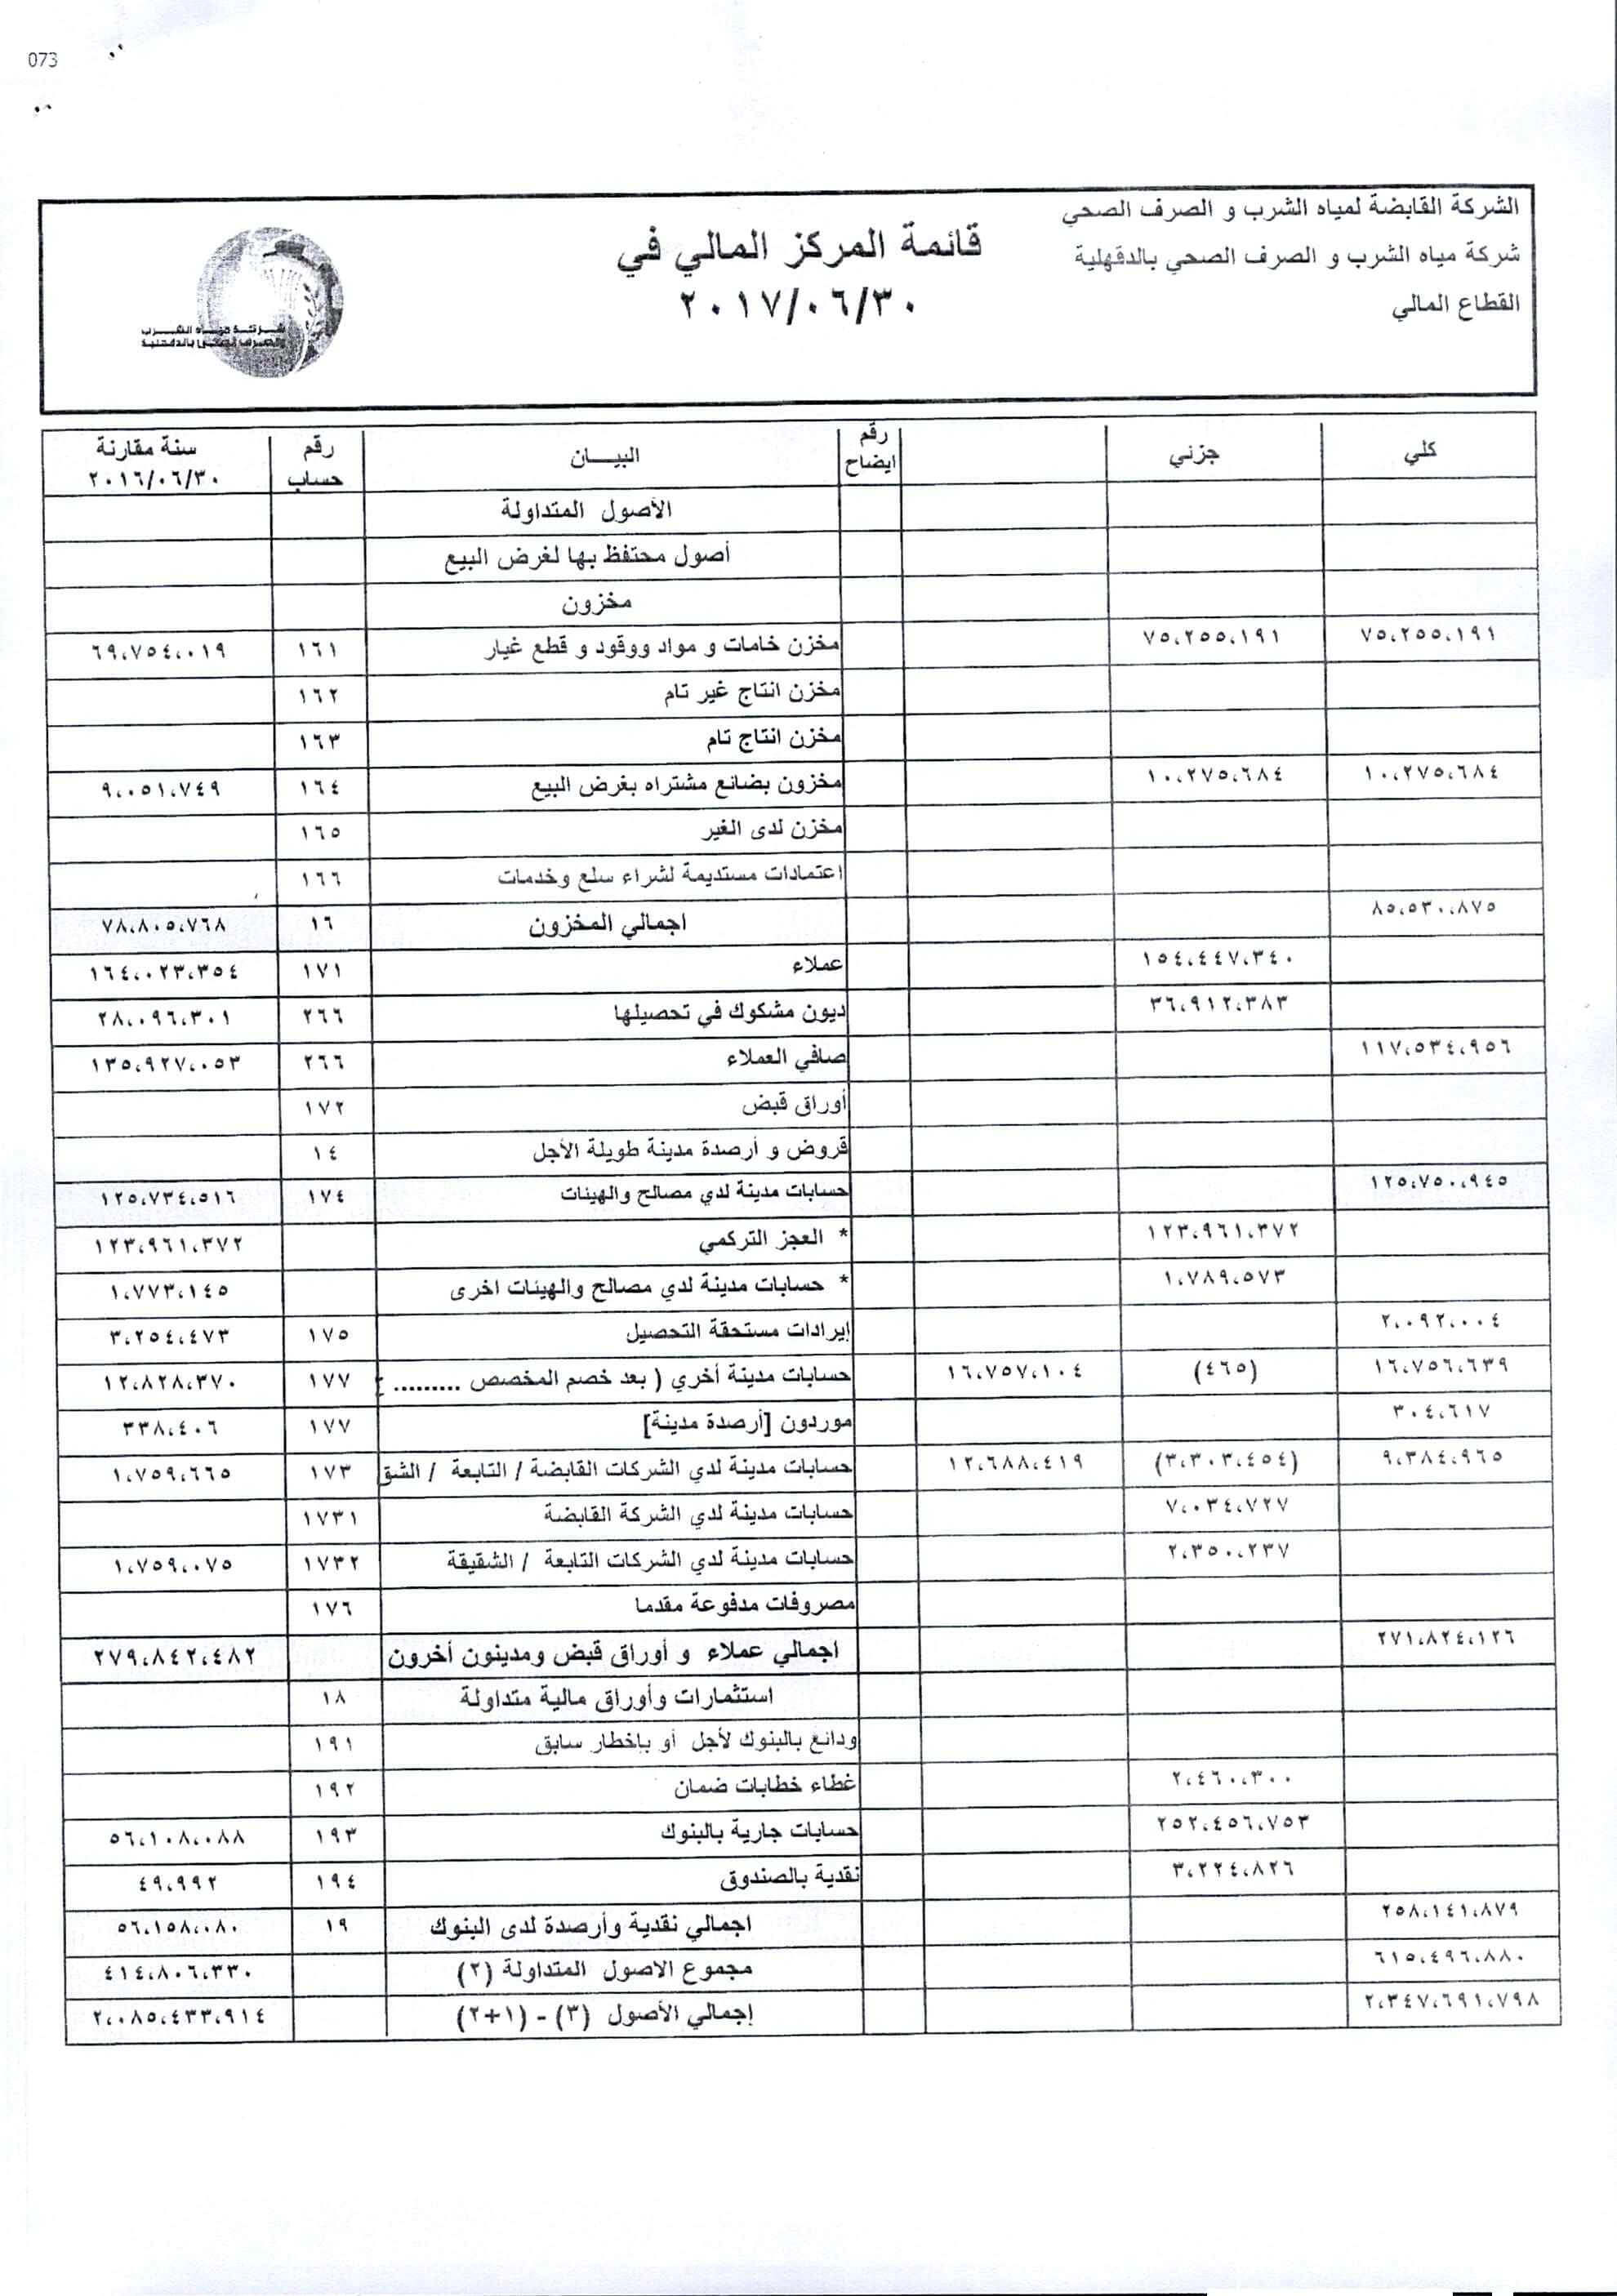 073
الشركة القابضة لمياه الشرب و الصرف الصحي
شركة مياه الشرب و الصرف الصحي بالدقهلية
القطاع المالي
قائمة المركز المالي في
٢٠١٧/٠٦/٣٠
شركة مياه الشرب
والصرف الصحى بالدقهلية
كلي جزئي رقم ايضاح البيـــان رقم حساب سنة مقارنة ٢٠١٦/٠٦/٣٠
الأصول المتداولة
أصول محتفظ بها لغرض البيع
مخزون
٧٥،٢٥٥،١٩١ ٧٥،٢٥٥،١٩١ مخزن خامات و مواد ووقود و قطع غيار ١٦١ ٦٩،٧٥٤،٠١٩
مخزن انتاج غير تام ١٦٢
مخزن انتاج تام ١٦٣
١٠،٢٧٥،٦٨٤ ١٠،٢٧٥،٦٨٤ مخزون بضائع مشتراه بغرض البيع ١٦٤ ٩،٠٥١،٧٤٩
مخزن لدى الغير ١٦٥
اعتمادات مستديمة لشراء سلع وخدمات ١٦٦
٨٥،٥٣٠،٨٧٥ اجمالي المخزون ١٦ ٧٨،٨٠٥،٧٦٨
١٥٤،٤٤٧،٣٤٠ عملاء ١٧١ ١٦٤،٠٢٣،٣٥٤
٣٦،٩١٢،٣٨٣ ديون مشكوك في تحصيلها ٢٦٦ ٢٨،٠٩٦،٣٠١
١١٧،٥٣٤،٩٥٦ صافي العملاء ٢٦٦ ١٣٥،٩٢٧،٠٥٣
أوراق قبض ١٧٢
قروض و أرصدة مدينة طويلة الأجل ١٤
١٢٥،٧٥٠،٩٤٥ حسابات مدينة لدي مصالح والهيئات ١٧٤ ١٢٥،٧٣٤،٥١٦
١٢٣،٩٦١،٣٧٢ * العجز التركمي ١٢٣،٩٦١،٣٧٢
١،٧٨٩،٥٧٣ * حسابات مدينة لدي مصالح والهيئات اخرى ١،٧٧٣،١٤٥
٢،٠٩٢،٠٠٤ إيرادات مستحقة التحصيل ١٧٥ ٣،٢٥٤،٤٧٣
١٦،٧٥٦،٦٣٩ (٤٦٥) ١٦،٧٥٧،١٠٤ حسابات مدينة أخري ( بعد خصم المخصص ......... ١٧٧ ١٢،٨٢٨،٣٧٠
٣٠٤،٦١٧ موردون [أرصدة مدينة] ١٧٧ ٣٣٨،٤٠٦
٩،٣٨٤،٩٦٥ (٣،٣٠٣،٤٥٤) ١٢،٦٨٨،٤١٩ حسابات مدينة لدي الشركات القابضة / التابعة / الشق ١٧٣ ١،٧٥٩،٦٦٥
٧،٠٣٤،٧٢٧ حسابات مدينة لدي الشركة القابضة ١٧٣١
٢،٣٥٠،٢٣٧ حسابات مدينة لدي الشركات التابعة / الشقيقة ١٧٣٢ ١،٧٥٩،٠٧٥
مصروفات مدفوعة مقدما ١٧٦
٢٧١،٨٢٤،١٢٦ اجمالي عملاء و أوراق قبض ومدينون أخرون ٢٧٩،٨٤٢،٤٨٢
استثمارات وأوراق مالية متداولة ١٨
ودائع بالبنوك لأجل أو بإخطار سابق ١٩١
٢،٤٦٠،٣٠٠ غطاء خطابات ضمان ١٩٢
٢٥٢،٤٥٦،٧٥٣ حسابات جارية بالبنوك ١٩٣ ٥٦،١٠٨،٠٨٨
٣،٢٢٤،٨٢٦ نقدية بالصندوق ١٩٤ ٤٩،٩٩٢
٢٥٨،١٤١،٨٧٩ اجمالي نقدية وأرصدة لدى البنوك ١٩ ٥٦،١٥٨،٠٨٠
٦١٥،٤٩٦،٨٨٠ مجموع الاصول المتداولة (٢) ٤١٤،٨٠٦،٣٣٠
٢،٣٤٧،٦٩١،٧٩٨ إجمالي الأصول (٣) - (١+٢) ٢،٠٨٥،٤٣٣،٩١٤